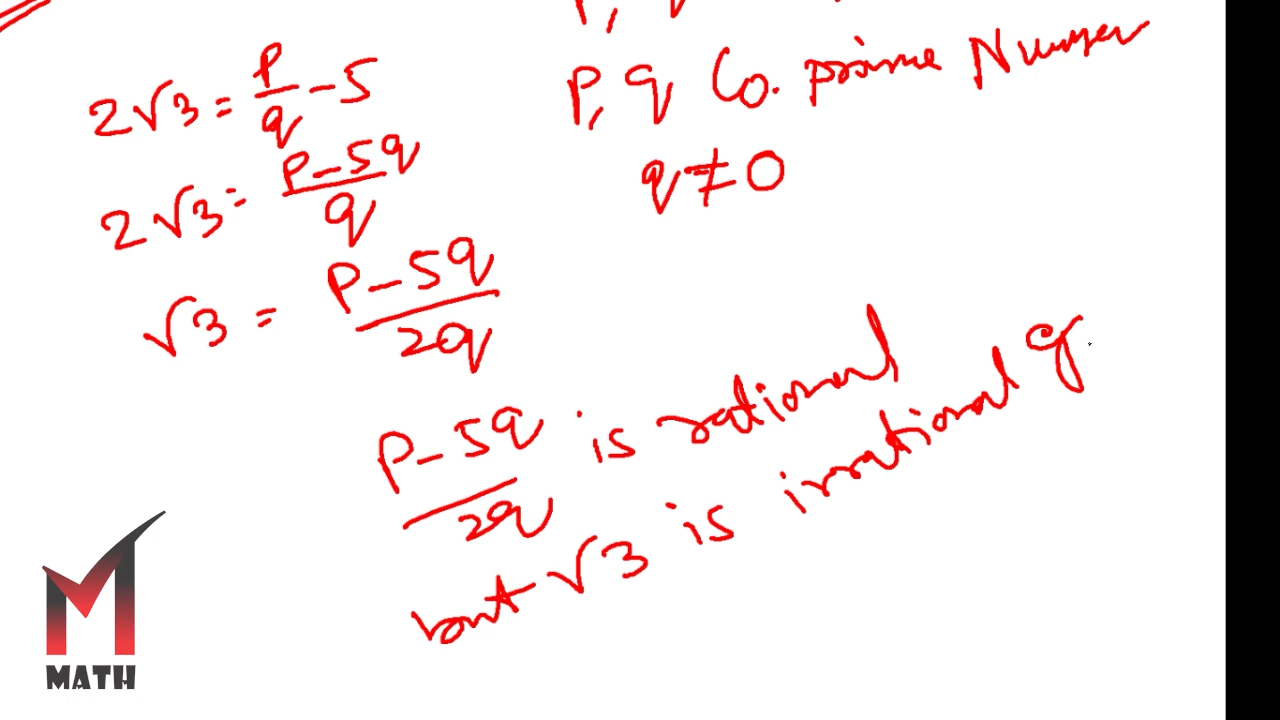 P, q
2√3 = P/q - 5
P, q Co. prime Number
2√3 = P - 5q / q
q ≠ 0
√3 = P - 5q / 2q
P - 5q / 2q is rational
but √3 is irrational
MATH